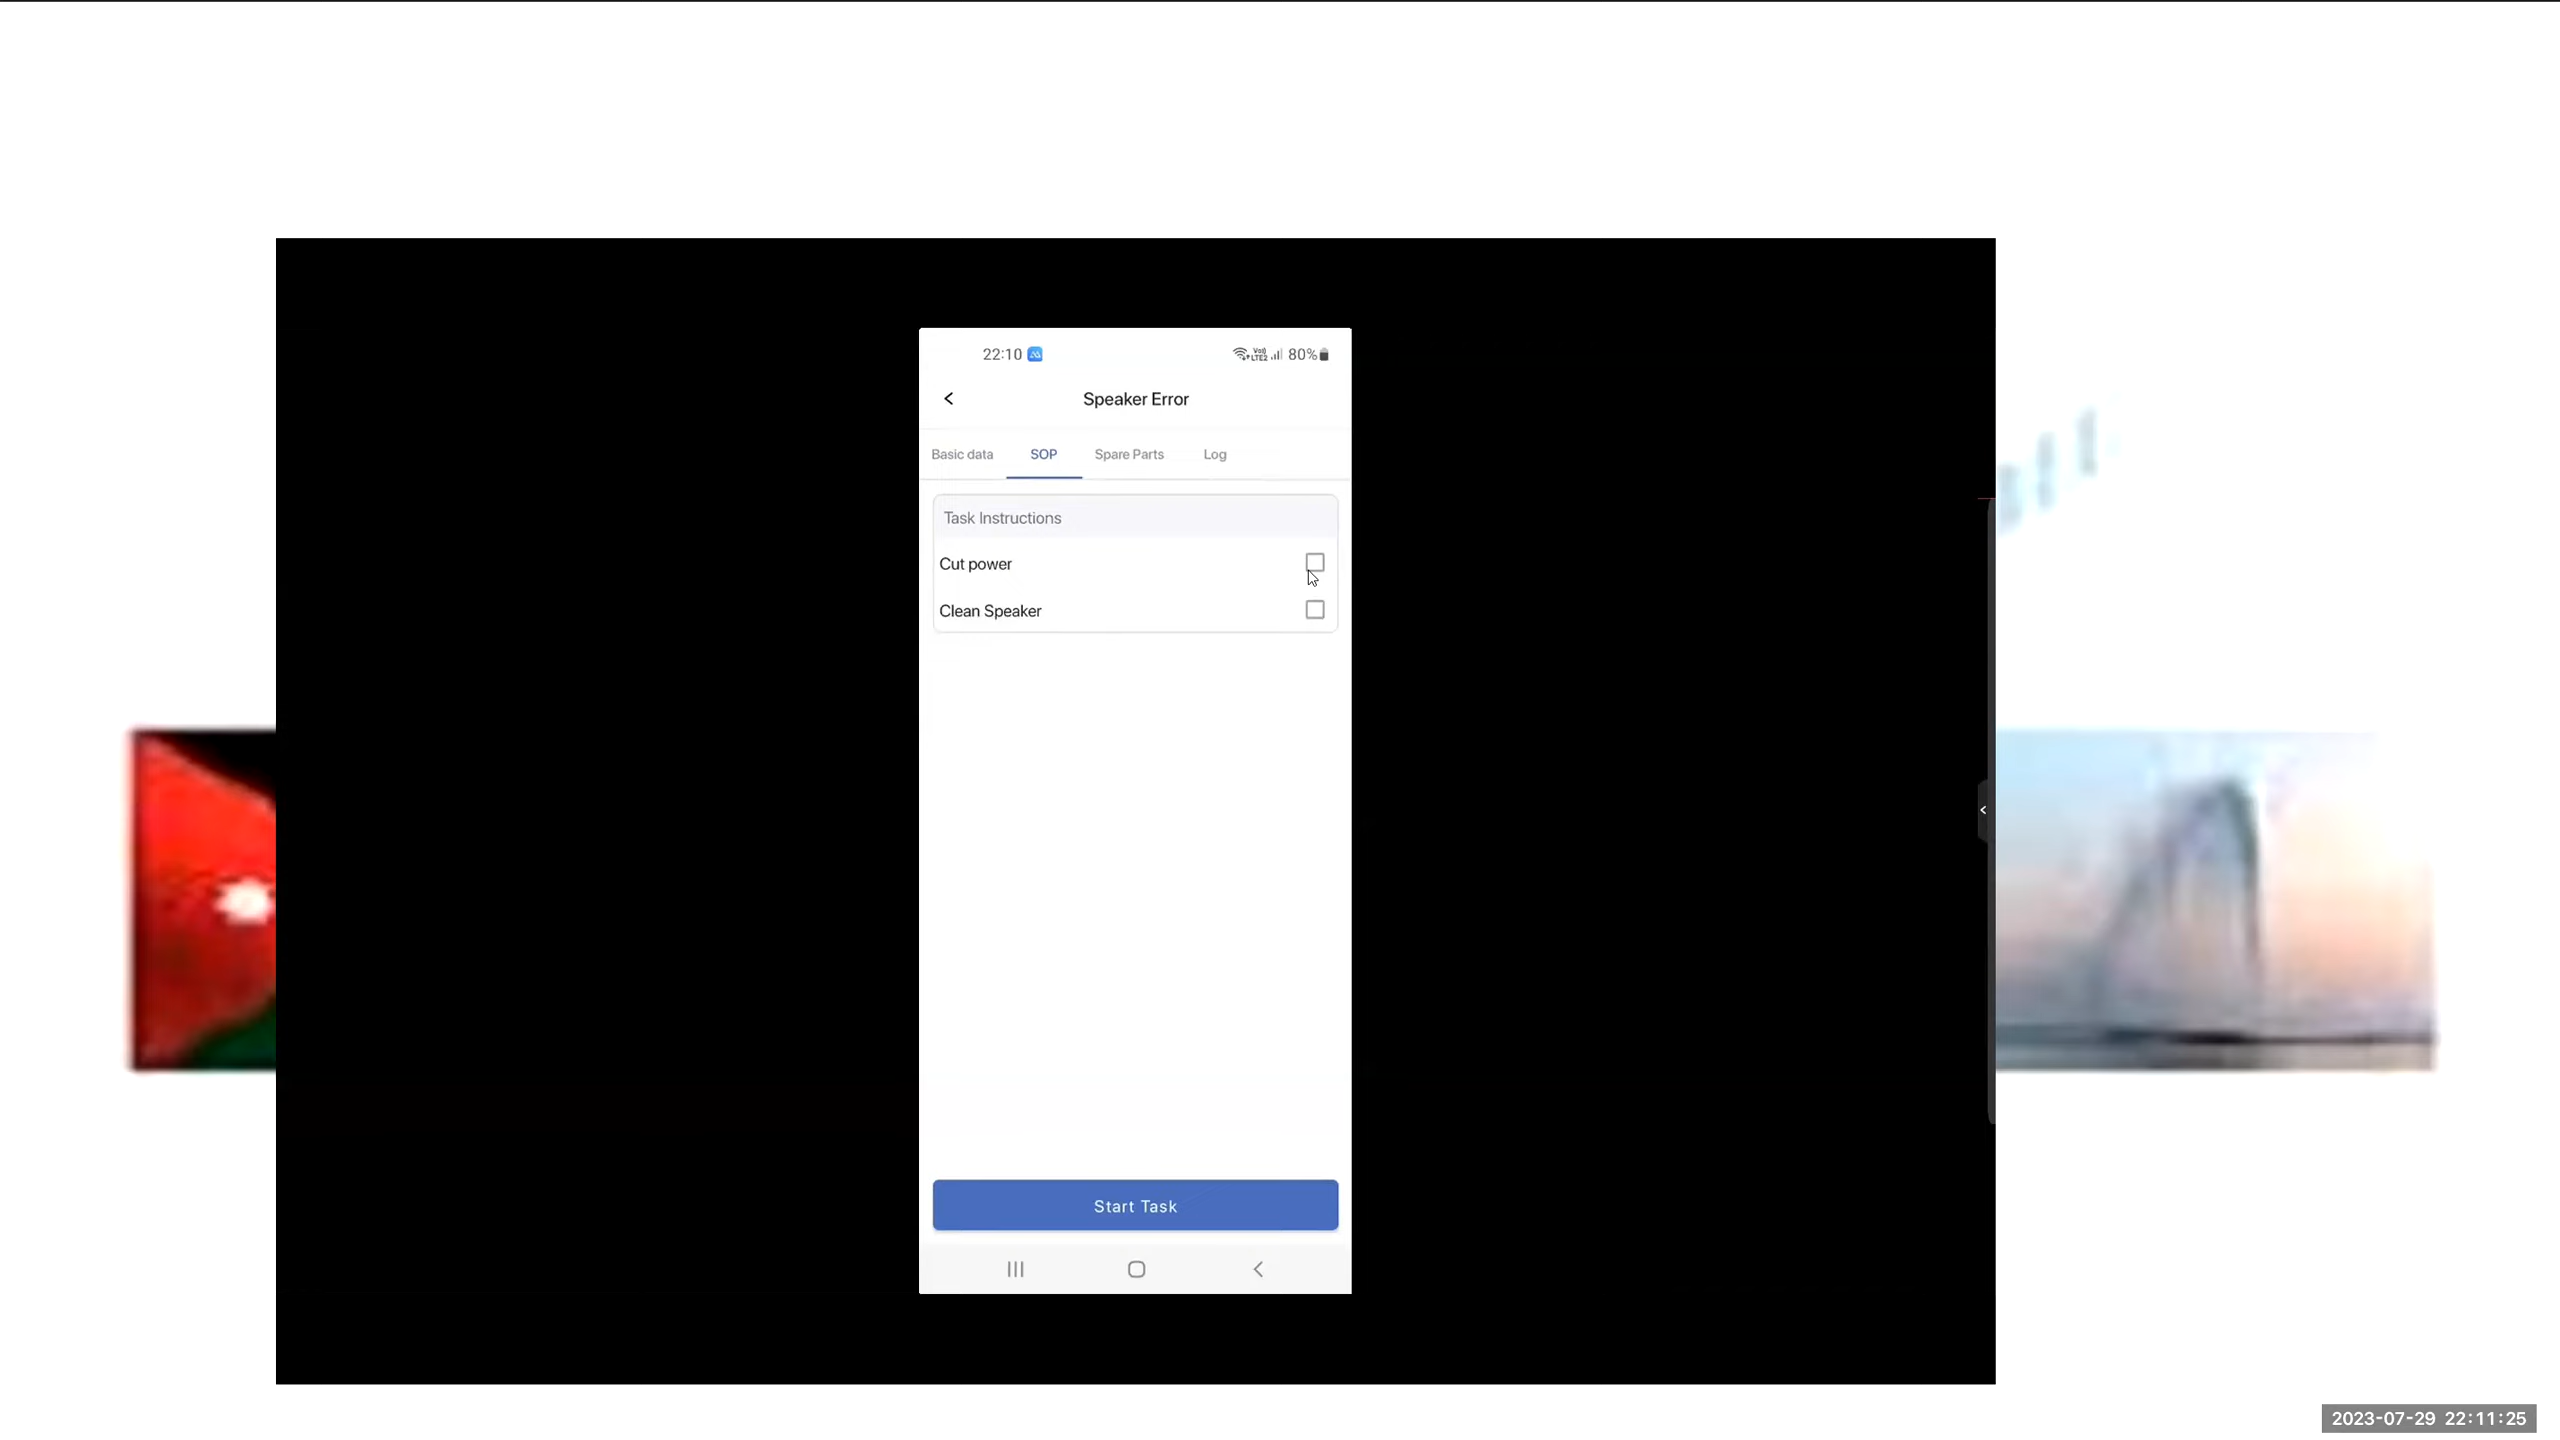 22:10
VoLTE2 80%
Speaker Error
Basic data SOP Spare Parts Log
Task Instructions
Cut power
Clean Speaker
Start Task
2023-07-29 22:11:25